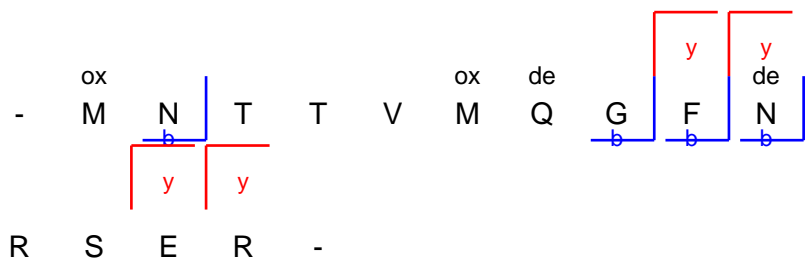 y y
ox ox de de
- M N T T V M Q G F N
b b b b
y y
R S E R -